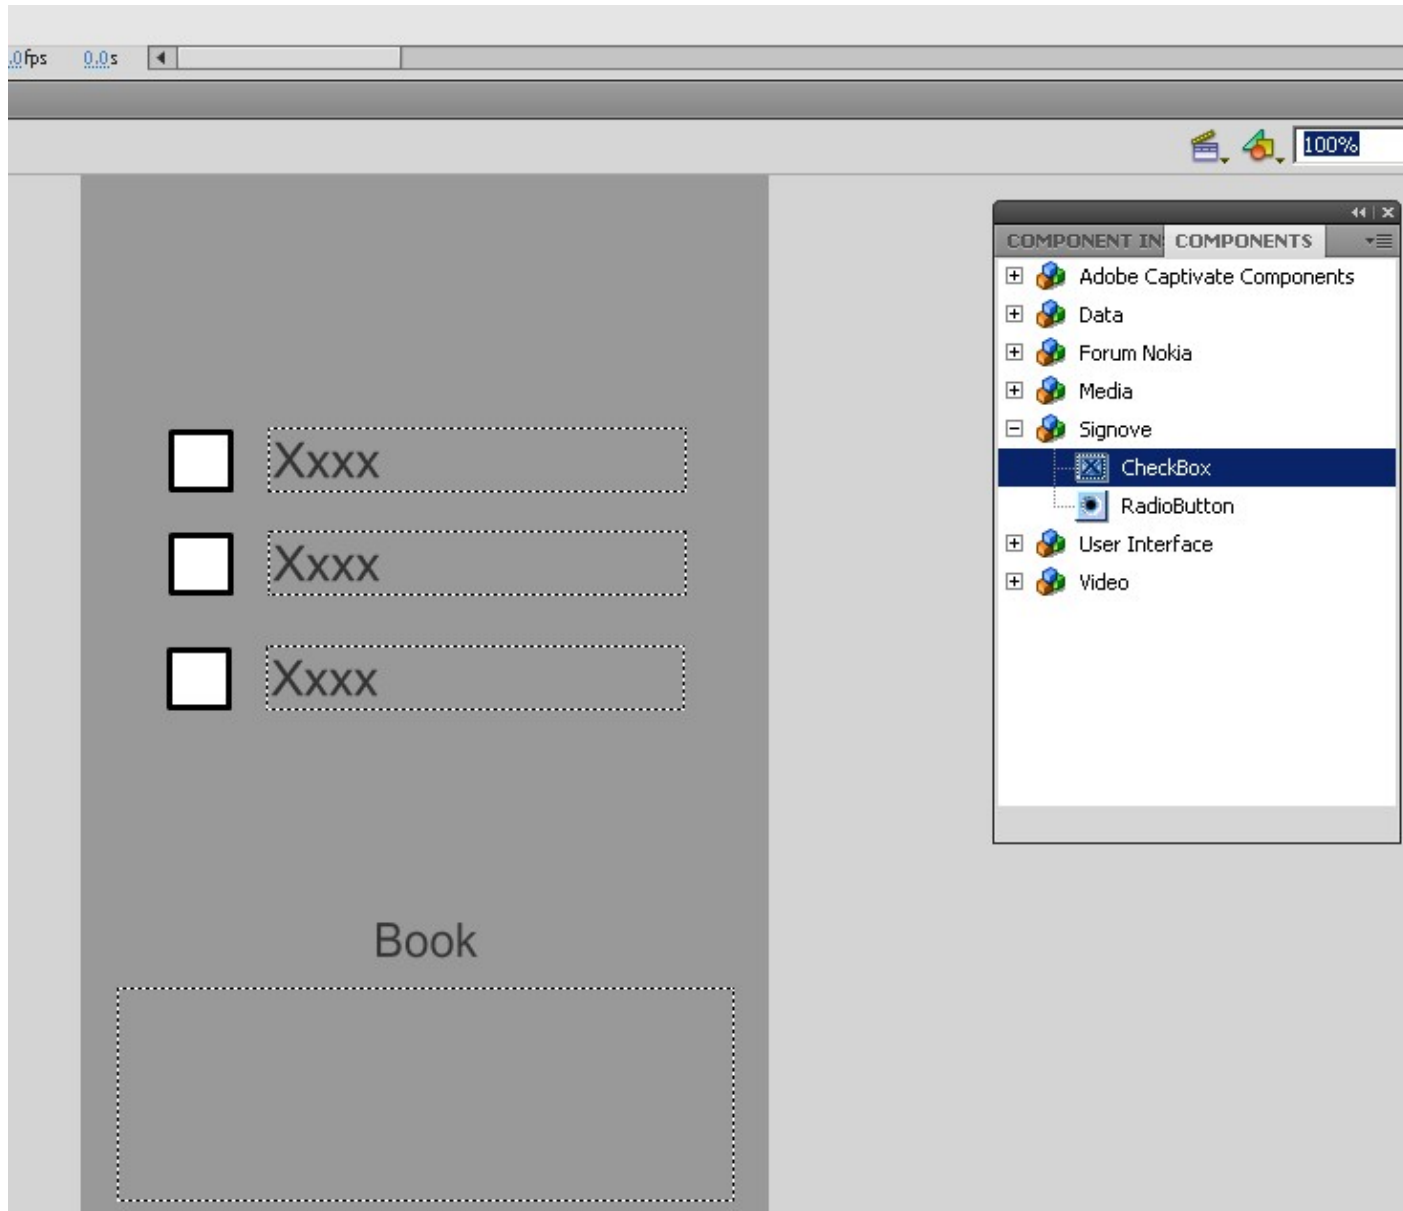 .0fps 0.0s
100%
COMPONENT IN COMPONENTS
Adobe Captivate Components
Data
Forum Nokia
Media
Signove
CheckBox
RadioButton
User Interface
Video
Xxxx
Xxxx
Xxxx
Book